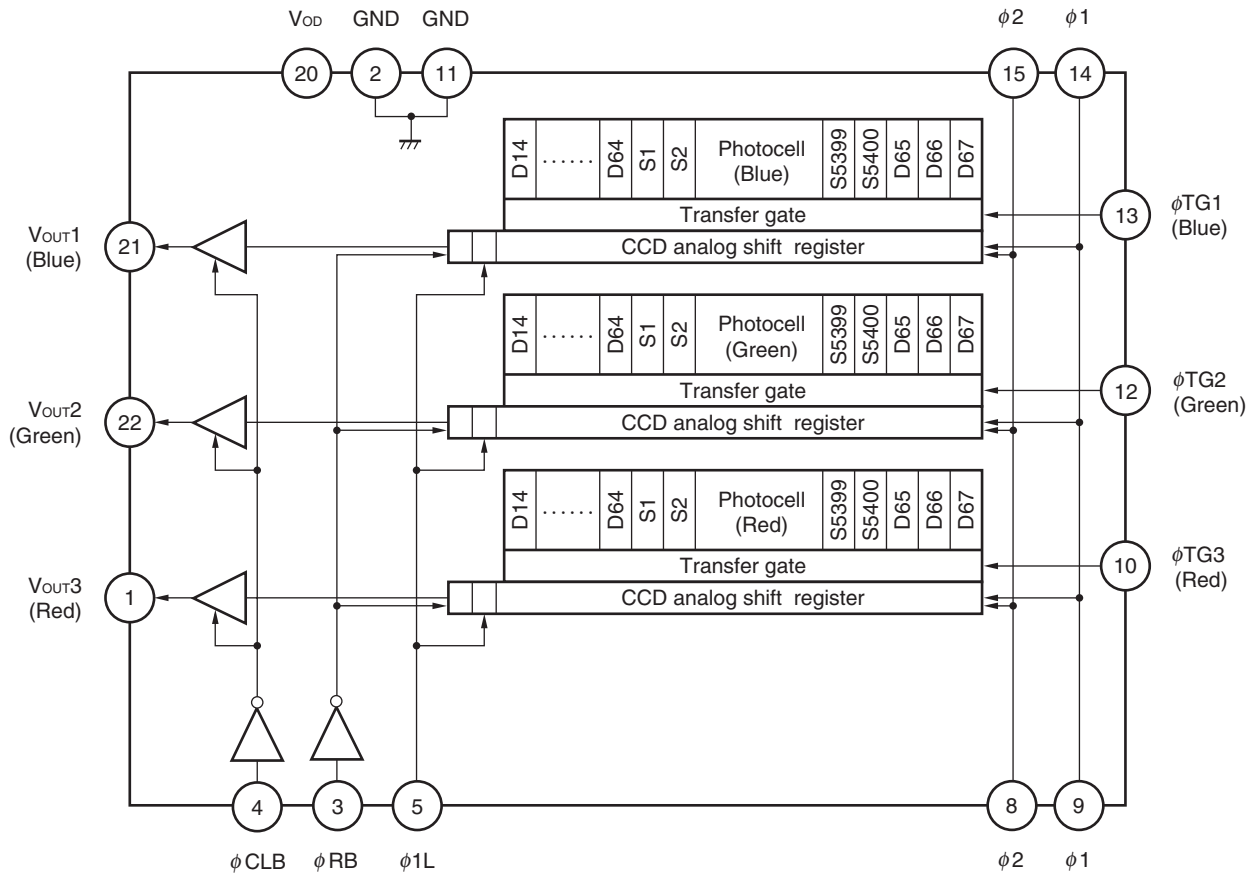 VOD GND GND φ2 φ1
20 2 11 15 14
D14 ...... D64 S1 S2 Photocell (Blue) S5399 S5400 D65 D66 D67
Transfer gate
13 φTG1 (Blue)
VOUT1 (Blue) 21
CCD analog shift register
D14 ...... D64 S1 S2 Photocell (Green) S5399 S5400 D65 D66 D67
Transfer gate
12 φTG2 (Green)
VOUT2 (Green) 22
CCD analog shift register
D14 ...... D64 S1 S2 Photocell (Red) S5399 S5400 D65 D66 D67
Transfer gate
10 φTG3 (Red)
VOUT3 (Red) 1
CCD analog shift register
4 3 5 8 9
φCLB φRB φ1L φ2 φ1